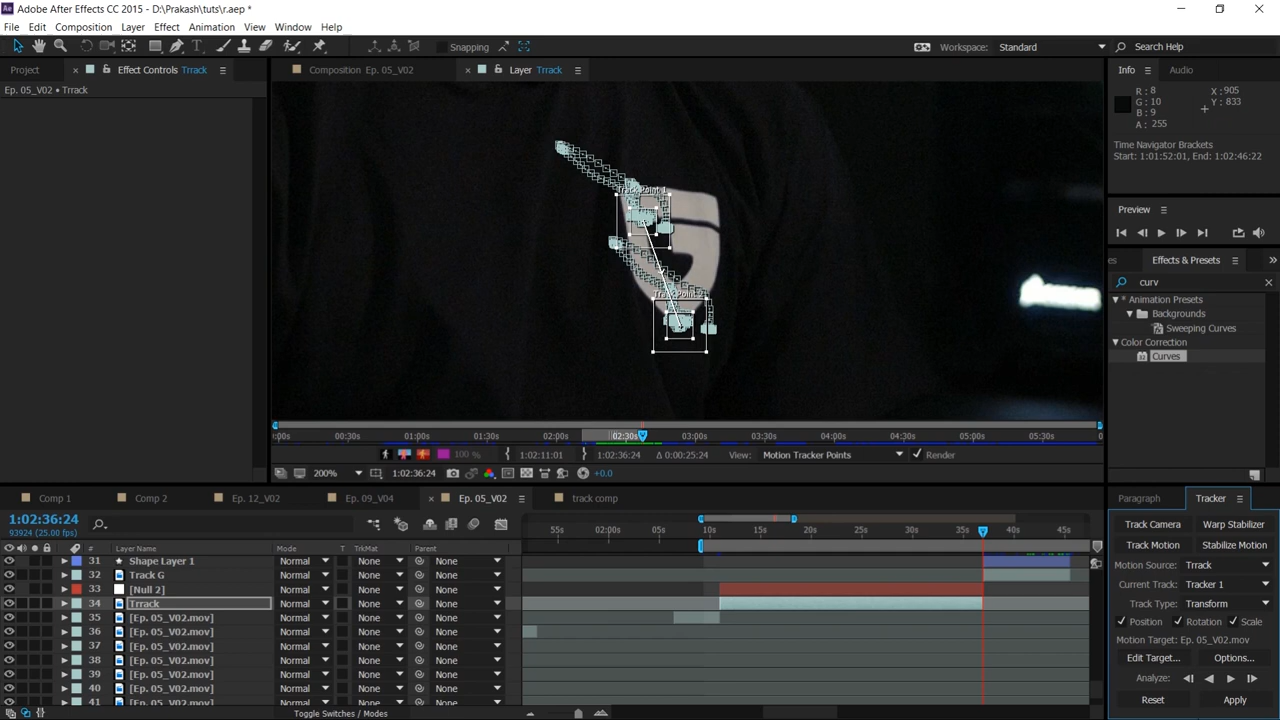 Adobe After Effects CC 2015 - D:\Prakash\tuts\r.aep *
File Edit Composition Layer Effect Animation View Window Help
Snapping
Workspace: Standard
Search Help
Project
Effect Controls Trrack
Composition Ep. 05_V02
Layer Trrack
Info
Audio
Ep. 05_V02 • Trrack
R: 8
X: 905
G: 10
Y: 833
B: 9
A: 255
Time Navigator Brackets
Start: 1:01:52:01, End: 1:02:46:22
Track Point 1
Track Point 2
Preview
Effects & Presets
curv
Animation Presets
Backgrounds
Sweeping Curves
Color Correction
Curves
:00s 00:30s 01:00s 01:30s 02:00s 02:30s 03:00s 03:30s 04:00s 04:30s 05:00s 05:30s
100 %
1:02:11:01
1:02:36:24
Δ 0:00:25:24
View: Motion Tracker Points
Render
200%
1:02:36:24
+0.0
Comp 1
Comp 2
Ep. 12_V02
Ep. 09_V04
Ep. 05_V02
track comp
Paragraph
Tracker
1:02:36:24
93924 (25.00 fps)
55s 02:00s 05s 10s 15s 20s 25s 30s 35s 40s 45s
# Layer Name Mode T TrkMat Parent
31 Shape Layer 1 Normal None None
32 Track G Normal None None
33 [Null 2] Normal None None
34 Trrack Normal None None
35 [Ep. 05_V02.mov] Normal None None
36 [Ep. 05_V02.mov] Normal None None
37 [Ep. 05_V02.mov] Normal None None
38 [Ep. 05_V02.mov] Normal None None
39 [Ep. 05_V02.mov] Normal None None
40 [Ep. 05_V02.mov] Normal None None
41 [Ep. 05_V02.mov] Normal None None
Toggle Switches / Modes
Track Camera
Warp Stabilizer
Track Motion
Stabilize Motion
Motion Source: Trrack
Current Track: Tracker 1
Track Type: Transform
Position Rotation Scale
Motion Target: Ep. 05_V02.mov
Edit Target...
Options...
Analyze:
Reset
Apply